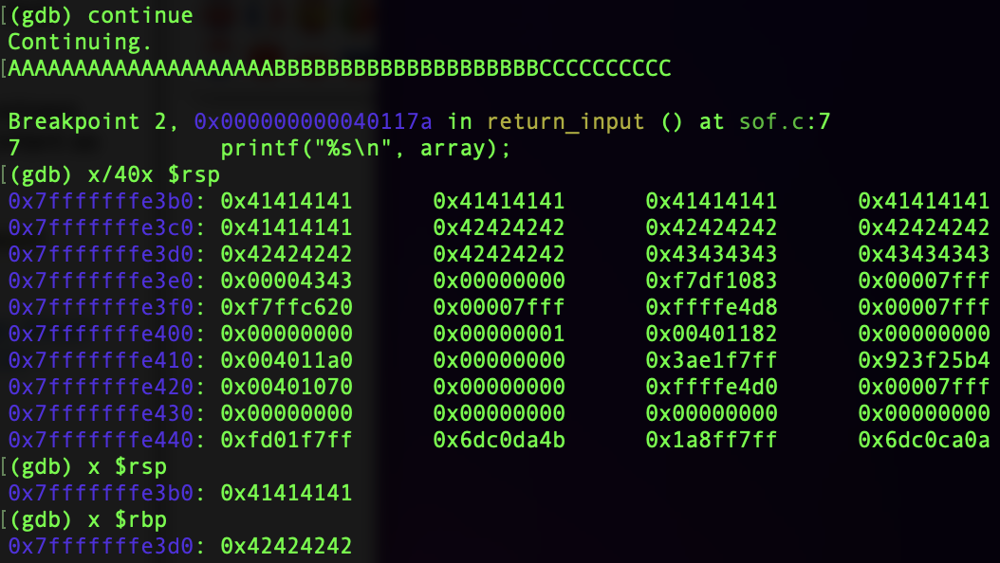 (gdb) continue
Continuing.
AAAAAAAAAAAAAAAAAAAABBBBBBBBBBBBBBBBBBBBCCCCCCCCCC
Breakpoint 2, 0x000000000040117a in return_input () at sof.c:7
7               printf("%s\n", array);
(gdb) x/40x $rsp
0x7fffffffe3b0: 0x41414141      0x41414141      0x41414141      0x41414141
0x7fffffffe3c0: 0x41414141      0x42424242      0x42424242      0x42424242
0x7fffffffe3d0: 0x42424242      0x42424242      0x43434343      0x43434343
0x7fffffffe3e0: 0x00004343      0x00000000      0xf7df1083      0x00007fff
0x7fffffffe3f0: 0xf7ffc620      0x00007fff      0xffffe4d8      0x00007fff
0x7fffffffe400: 0x00000000      0x00000001      0x00401182      0x00000000
0x7fffffffe410: 0x004011a0      0x00000000      0x3ae1f7ff      0x923f25b4
0x7fffffffe420: 0x00401070      0x00000000      0xffffe4d0      0x00007fff
0x7fffffffe430: 0x00000000      0x00000000      0x00000000      0x00000000
0x7fffffffe440: 0xfd01f7ff      0x6dc0da4b      0x1a8ff7ff      0x6dc0ca0a
(gdb) x $rsp
0x7fffffffe3b0: 0x41414141
(gdb) x $rbp
0x7fffffffe3d0: 0x42424242